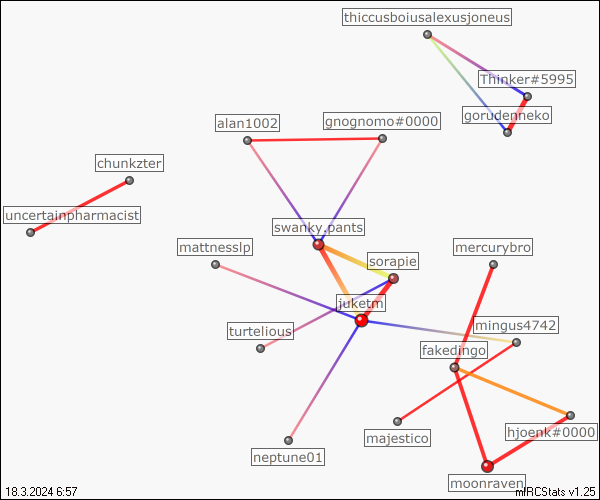 thiccusboiusalexusjoneus
Thinker#5995
gorudenneko
alan1002
gnognomo#0000
chunkzter
uncertainpharmacist
swanky.pants
mattnesslp
sorapie
mercurybro
juketm
turtelious
mingus4742
fakedingo
majestico
hjoenk#0000
neptune01
moonraven
18.3.2024 6:57
mIRCStats v1.25